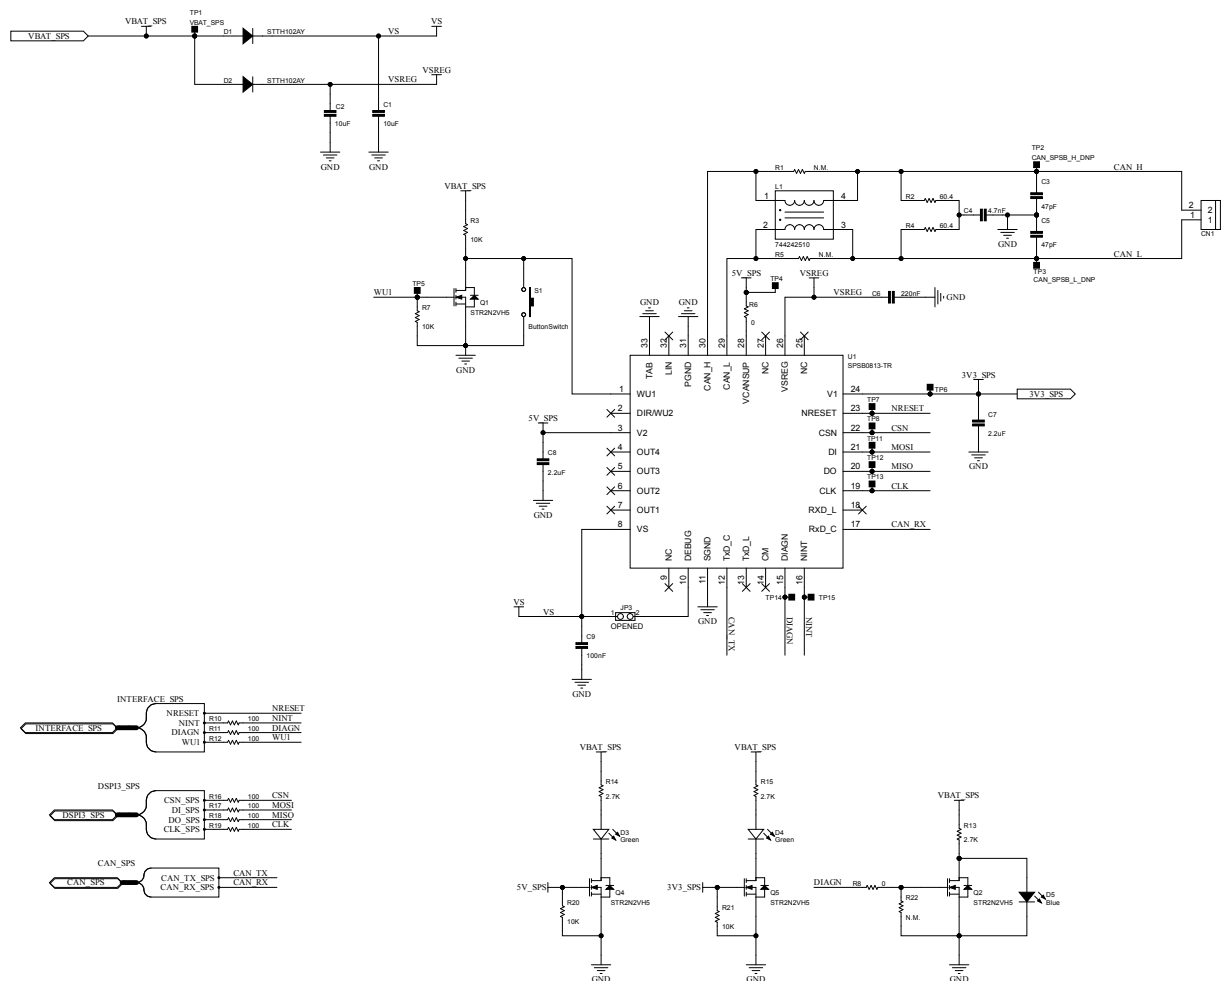 VBAT_SPS
VBAT_SPS
TP1
VBAT_SPS
D1
STTH102AY
VS
VS
D2
STTH102AY
VSREG
VSREG
C2
10uF
C1
10uF
GND
GND
VBAT_SPS
R3
10K
WU1
TP5
R7
10K
Q1
STR2N2VH5
S1
ButtonSwitch
GND
R1
N.M.
L1
1
4
2
3
744242510
R5
N.M.
R2
60.4
R4
60.4
C4
4.7nF
GND
TP2
CAN_SPSB_H_DNP
C3
47pF
C5
47pF
TP3
CAN_SPSB_L_DNP
CAN_H
CAN_L
2
1
2
1
CN1
5V_SPS
TP4
R6
0
VSREG
VSREG
C6
220nF
GND
GND
GND
33
32
31
30
29
28
27
26
25
TAB
LIN
PGND
CAN_H
CAN_L
VCANSUP
NC
VSREG
NC
U1
SPSB0813-TR
1
WU1
2
DIR/WU2
3
V2
4
OUT4
5
OUT3
6
OUT2
7
OUT1
8
VS
V1
24
NRESET
23
CSN
22
DI
21
DO
20
CLK
19
RXD_L
18
RxD_C
17
NC
DEBUG
SGND
TxD_C
TxD_L
CM
DIAGN
NINT
9
10
11
12
13
14
15
16
TP6
3V3_SPS
3V3_SPS
TP7
NRESET
TP8
CSN
TP11
MOSI
TP12
MISO
TP13
CLK
CAN_RX
C7
2.2uF
GND
5V_SPS
C8
2.2uF
GND
VS
VS
JP3
1
2
OPENED
C9
100nF
GND
GND
CAN_TX
TP14
DIAGN
TP15
NINT
INTERFACE_SPS
INTERFACE_SPS
NRESET
NRESET
NINT
R10
100
NINT
DIAGN
R11
100
DIAGN
WU1
R12
100
WU1
DSPI3_SPS
DSPI3_SPS
CSN_SPS
R16
100
CSN
DI_SPS
R17
100
MOSI
DO_SPS
R18
100
MISO
CLK_SPS
R19
100
CLK
CAN_SPS
CAN_SPS
CAN_TX_SPS
CAN_TX
CAN_RX_SPS
CAN_RX
VBAT_SPS
R14
2.7K
D3
Green
5V_SPS
Q4
STR2N2VH5
R20
10K
GND
VBAT_SPS
R15
2.7K
D4
Green
3V3_SPS
Q5
STR2N2VH5
R21
10K
GND
VBAT_SPS
R13
2.7K
DIAGN
R8
0
R22
N.M.
Q2
STR2N2VH5
D5
Blue
GND